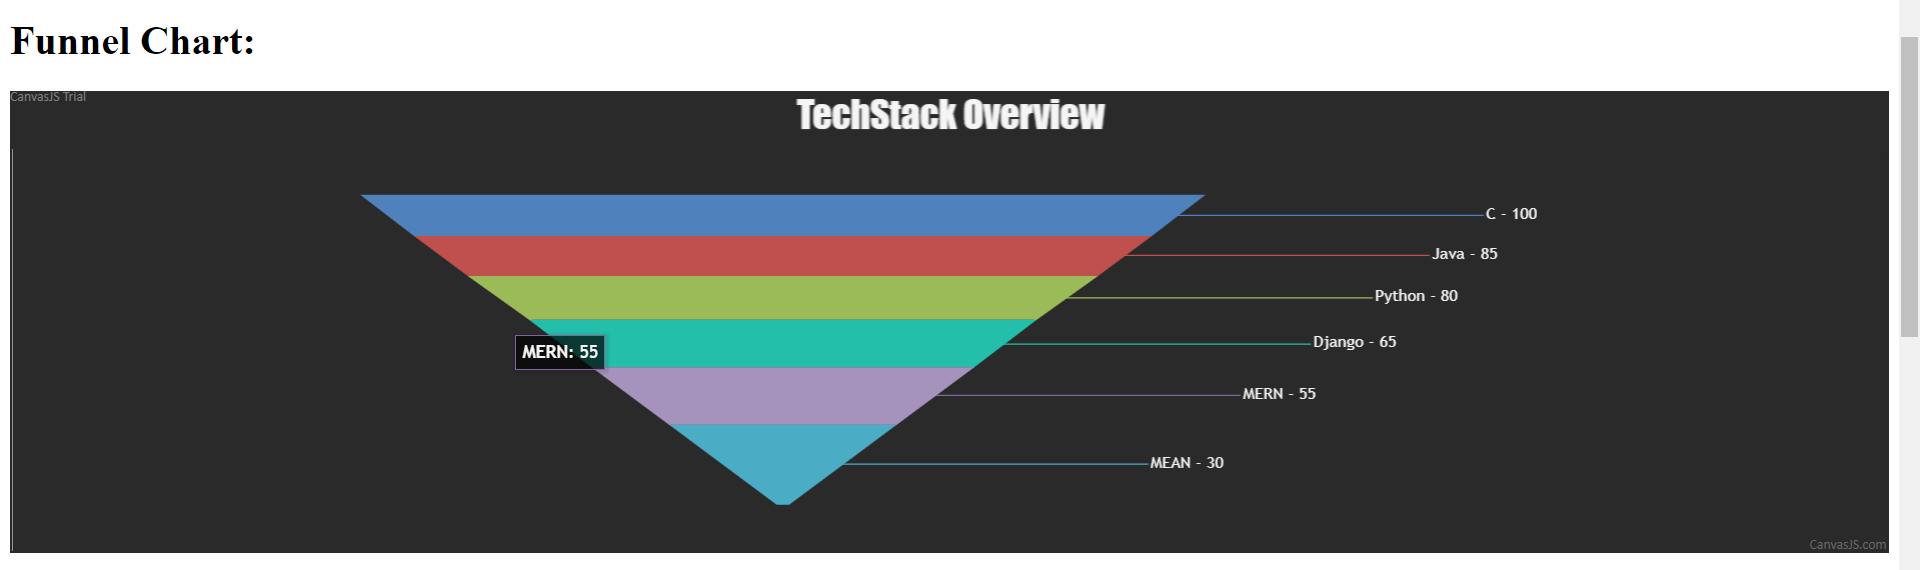 Funnel Chart:
CanvasJS Trial
TechStack Overview
C - 100
Java - 85
Python - 80
Django - 65
MERN: 55
MERN - 55
MEAN - 30
CanvasJS.com